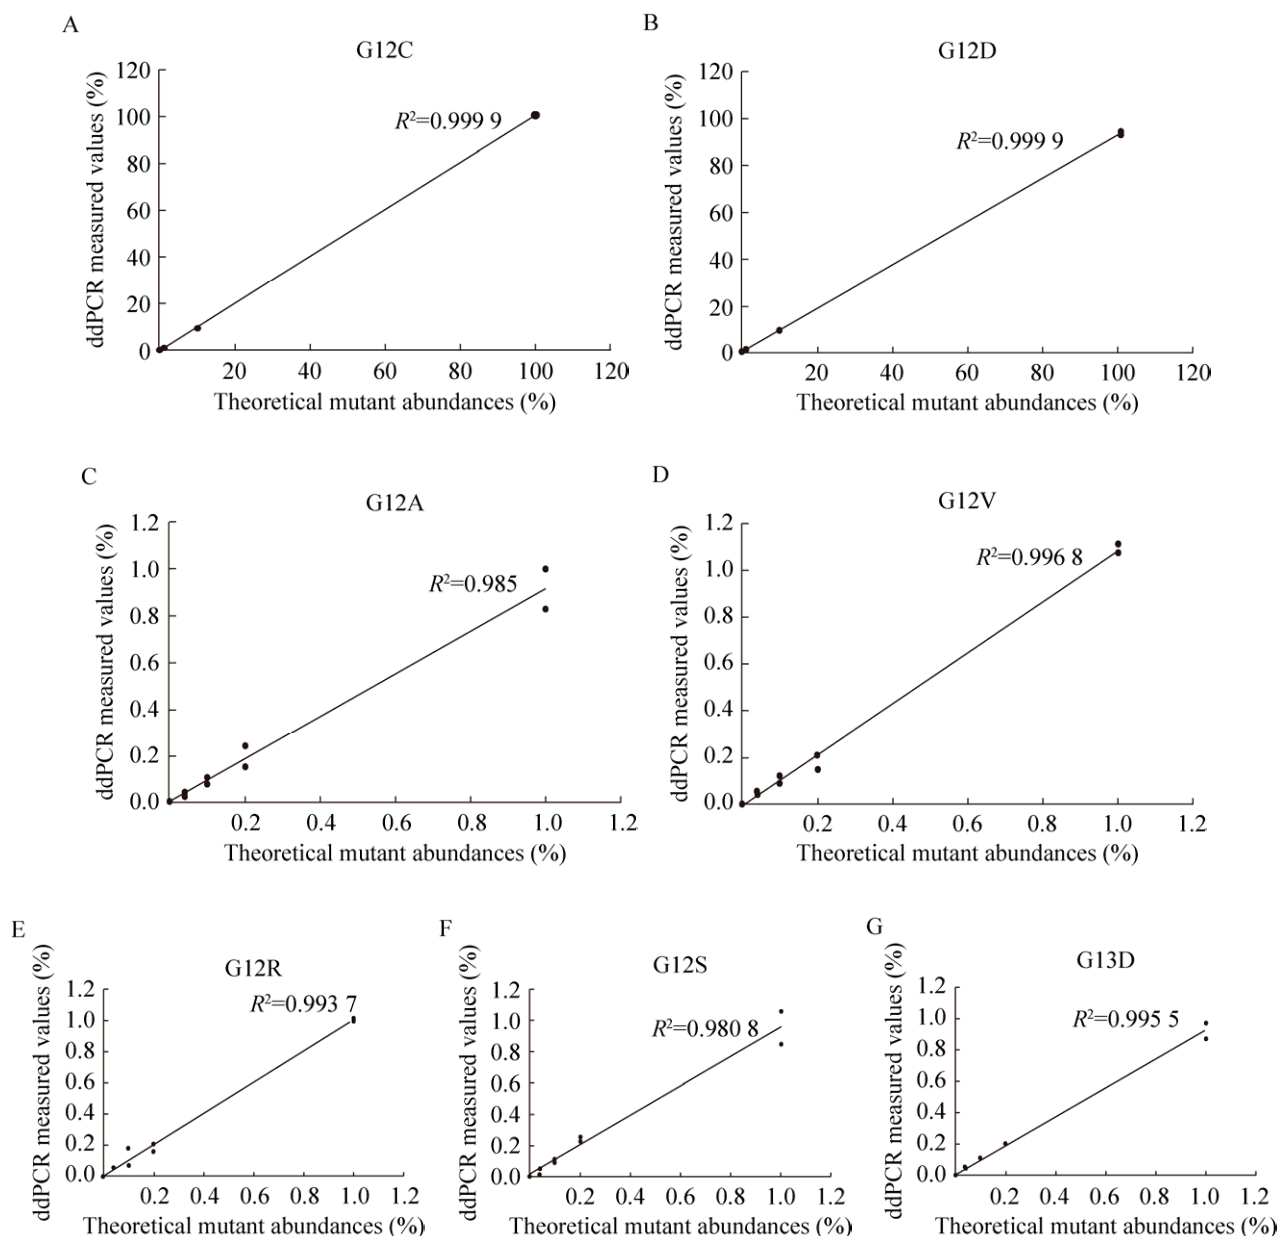 A
G12C
ddPCR measured values (%)
120
100
80
60
40
20
0
R²=0.999 9
20 40 60 80 100 120
Theoretical mutant abundances (%)
B
G12D
ddPCR measured values (%)
120
100
80
60
40
20
0
R²=0.999 9
20 40 60 80 100 120
Theoretical mutant abundances (%)
C
G12A
ddPCR measured values (%)
1.2
1.0
0.8
0.6
0.4
0.2
0.0
R²=0.985
0.2 0.4 0.6 0.8 1.0 1.2
Theoretical mutant abundances (%)
D
G12V
ddPCR measured values (%)
1.2
1.0
0.8
0.6
0.4
0.2
0.0
R²=0.996 8
0.2 0.4 0.6 0.8 1.0 1.2
Theoretical mutant abundances (%)
E
G12R
ddPCR measured values (%)
1.2
1.0
0.8
0.6
0.4
0.2
0.0
R²=0.993 7
0.2 0.4 0.6 0.8 1.0 1.2
Theoretical mutant abundances (%)
F
G12S
ddPCR measured values (%)
1.2
1.0
0.8
0.6
0.4
0.2
0.0
R²=0.980 8
0.2 0.4 0.6 0.8 1.0 1.2
Theoretical mutant abundances (%)
G
G13D
ddPCR measured values (%)
1.2
1.0
0.8
0.6
0.4
0.2
0.0
R²=0.995 5
0.2 0.4 0.6 0.8 1.0 1.2
Theoretical mutant abundances (%)